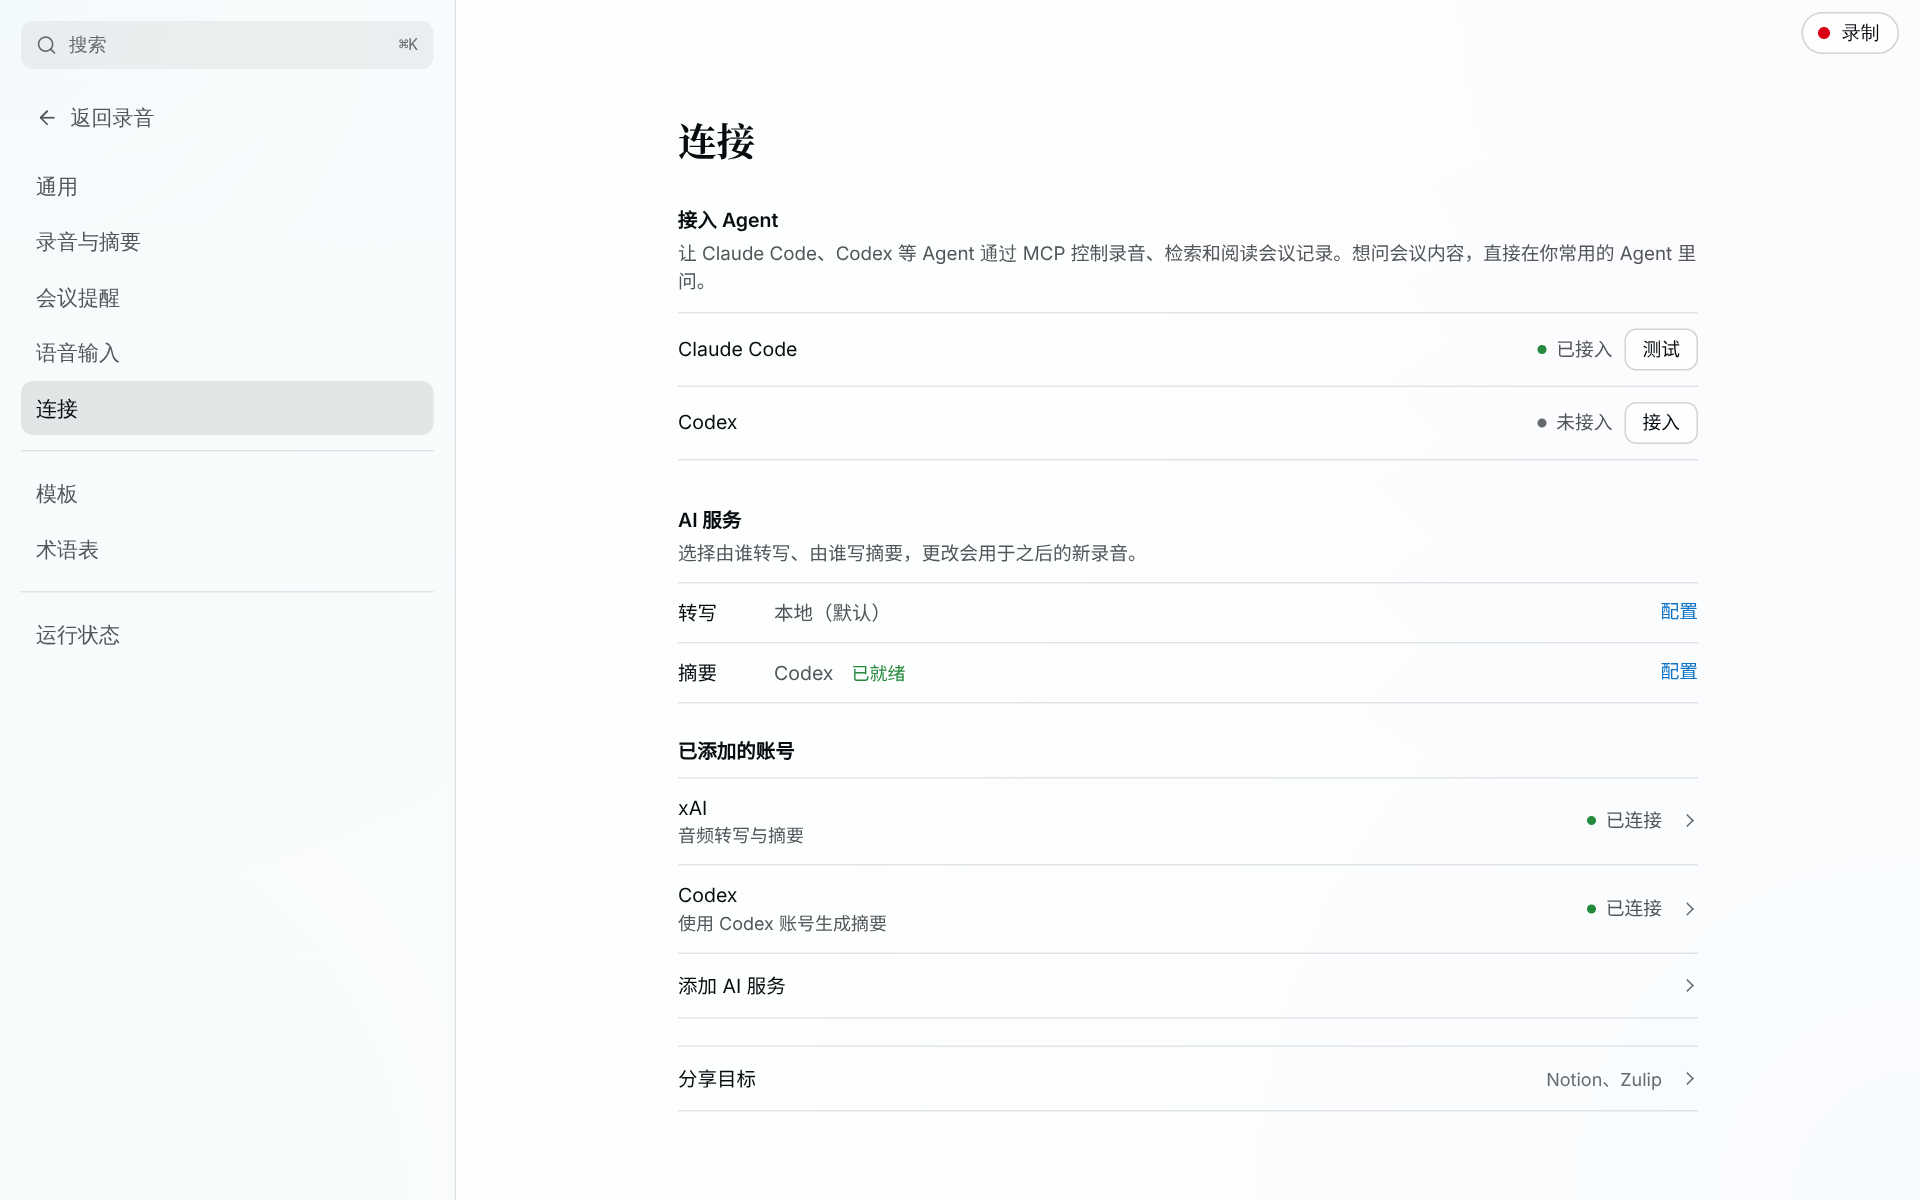 搜索 ⌘K
录制
返回录音
通用
录音与摘要
会议提醒
语音输入
连接
模板
术语表
运行状态
连接
接入 Agent
让 Claude Code、Codex 等 Agent 通过 MCP 控制录音、检索和阅读会议记录。想问会议内容，直接在你常用的 Agent 里
问。
Claude Code 已接入 测试
Codex 未接入 接入
AI 服务
选择由谁转写、由谁写摘要，更改会用于之后的新录音。
转写 本地（默认） 配置
摘要 Codex 已就绪 配置
已添加的账号
xAI
音频转写与摘要
已连接
Codex
使用 Codex 账号生成摘要
已连接
添加 AI 服务
分享目标 Notion、Zulip